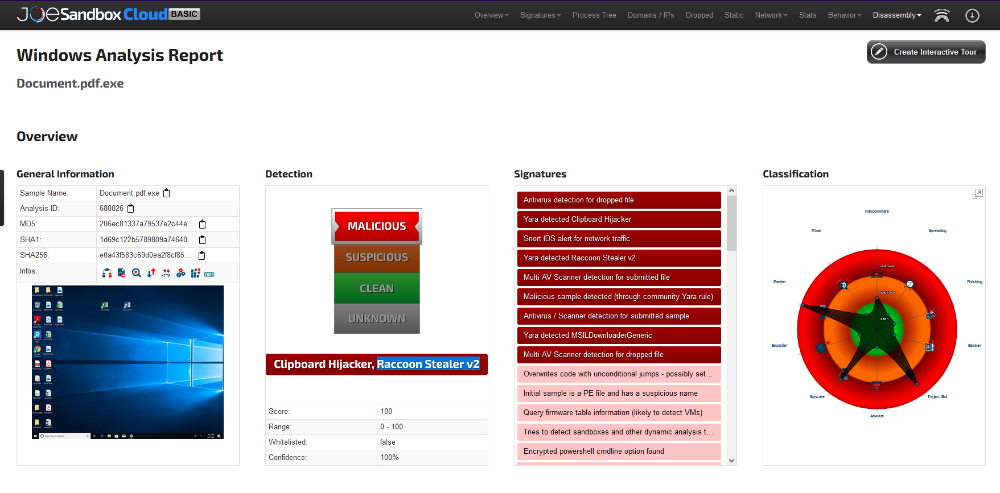 JOESandbox Cloud BASIC
Overview Signatures Process Tree Domains / IPs Dropped Static Network Stats Behavior Disassembly
Windows Analysis Report
Create Interactive Tour
Document.pdf.exe
Overview
General Information
Sample Name: Document.pdf.exe
Analysis ID: 680026
MD5: 206ec81337a79537e2c44e...
SHA1: 1d69c122b5789809a74640...
SHA256: e0a43f583c69d0ea2f8cf85...
Infos:
HTTP
YARA
Detection
MALICIOUS
SUSPICIOUS
CLEAN
UNKNOWN
Clipboard Hijacker, Raccoon Stealer v2
Score: 100
Range: 0 - 100
Whitelisted: false
Confidence: 100%
Signatures
Antivirus detection for dropped file
Yara detected Clipboard Hijacker
Snort IDS alert for network traffic
Yara detected Raccoon Stealer v2
Multi AV Scanner detection for submitted file
Malicious sample detected (through community Yara rule)
Antivirus / Scanner detection for submitted sample
Yara detected MSILDownloaderGeneric
Multi AV Scanner detection for dropped file
Overwrites code with unconditional jumps - possibly set...
Initial sample is a PE file and has a suspicious name
Query firmware table information (likely to detect VMs)
Tries to detect sandboxes and other dynamic analysis t...
Encrypted powershell cmdline option found
Classification
Ransomware
Miner
Spreading
malicious
Evader
Phishing
suspicious
clean
Exploiter
Banker
Spyware
Trojan / Bot
Adware